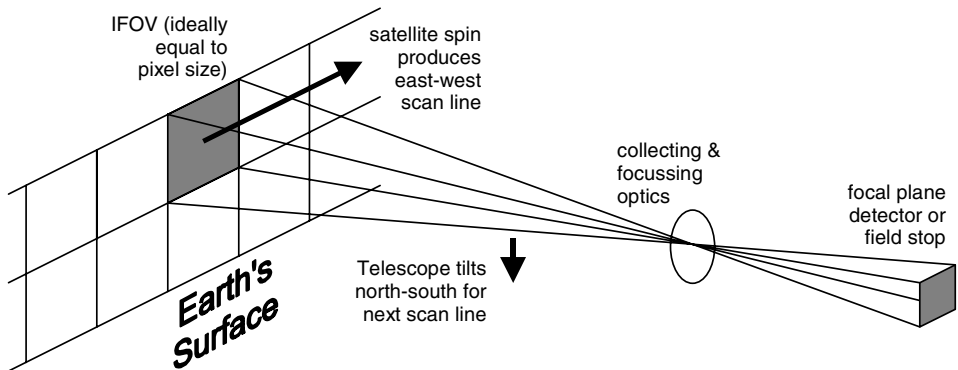 IFOV (ideally
equal to
pixel size)
satellite spin
produces
east-west
scan line
collecting &
focussing
optics
focal plane
detector or
field stop
Telescope tilts
north-south for
next scan line
Earth's
Surface